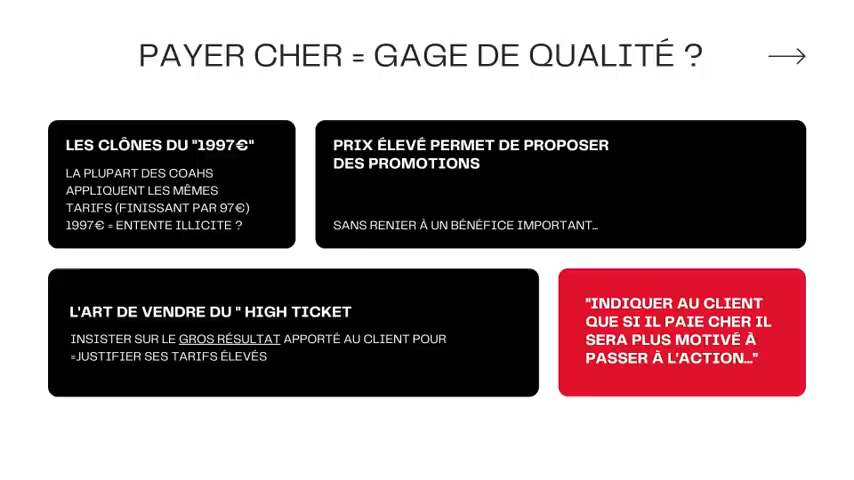 PAYER CHER = GAGE DE QUALITÉ ?
LES CLÔNES DU "1997€"
LA PLUPART DES COAHS
APPLIQUENT LES MÊMES
TARIFS (FINISSANT PAR 97€)
1997€ = ENTENTE ILLICITE ?
PRIX ÉLEVÉ PERMET DE PROPOSER
DES PROMOTIONS
SANS RENIER À UN BÉNÉFICE IMPORTANT...
L'ART DE VENDRE DU " HIGH TICKET
INSISTER SUR LE GROS RÉSULTAT APPORTÉ AU CLIENT POUR
=JUSTIFIER SES TARIFS ÉLEVÉS
"INDIQUER AU CLIENT
QUE SI IL PAIE CHER IL
SERA PLUS MOTIVÉ À
PASSER À L'ACTION..."